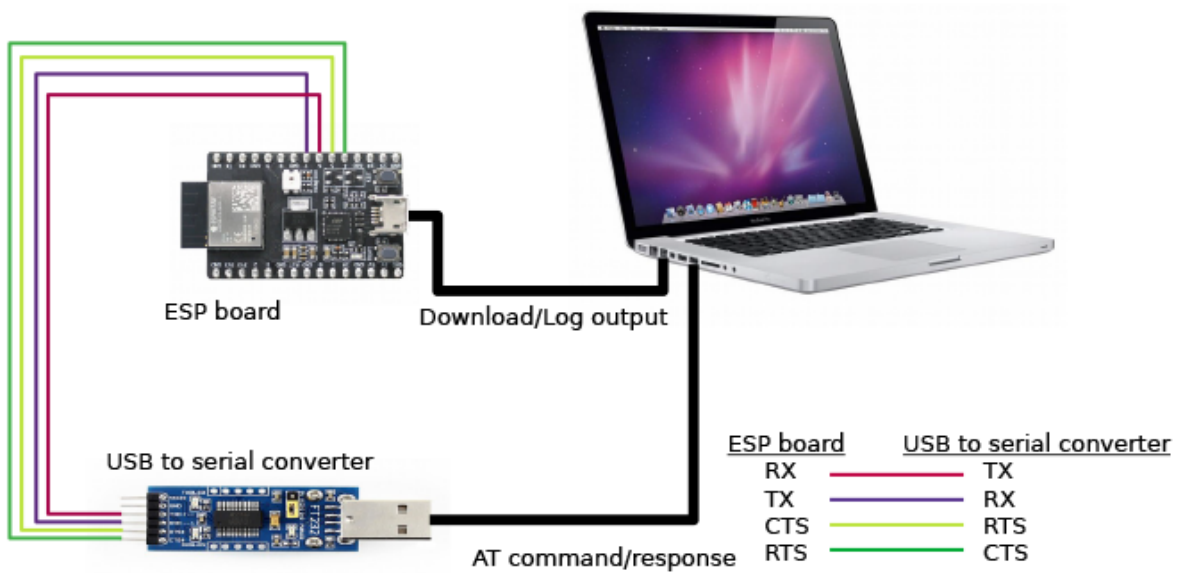 ESP board
Download/Log output
USB to serial converter
FT232
AT command/response
ESP board USB to serial converter
RX TX
TX RX
CTS RTS
RTS CTS